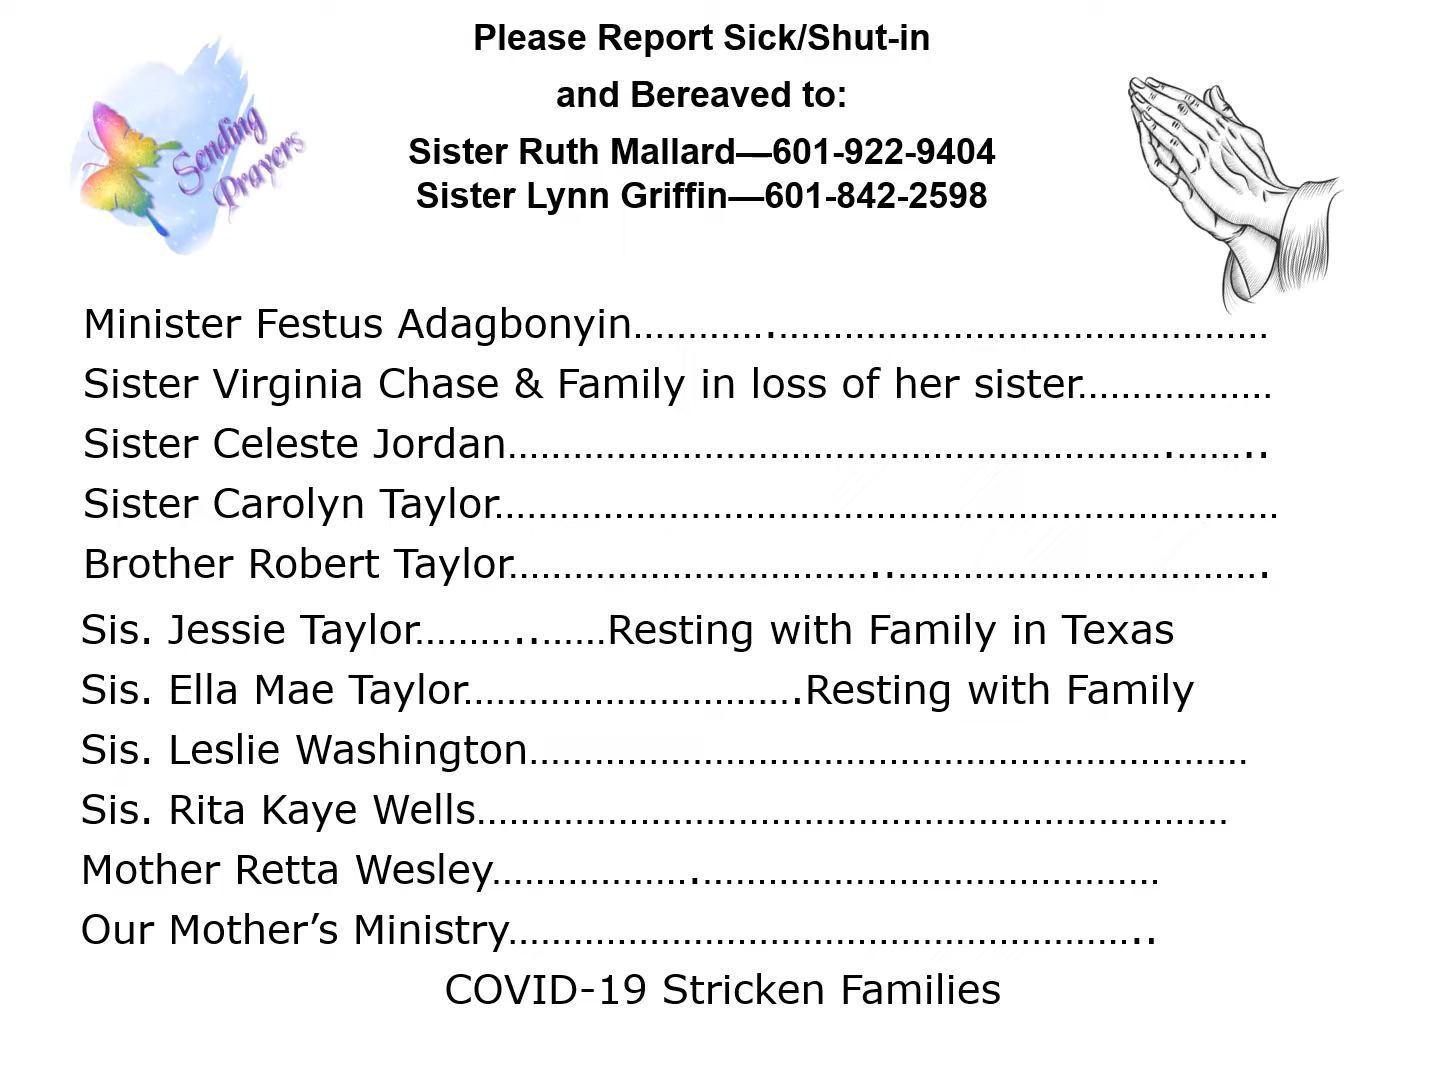 Please Report Sick/Shut-in
and Bereaved to:
Sister Ruth Mallard—601-922-9404
Sister Lynn Griffin—601-842-2598
Sending
Prayers
Minister Festus Adagbonyin………….……………………………………………
Sister Virginia Chase & Family in loss of her sister………………
Sister Celeste Jordan……………………………………………………….……..
Sister Carolyn Taylor…………………………………………………………………
Brother Robert Taylor……………………………..………………………………. 
Sis. Jessie Taylor………..……Resting with Family in Texas
Sis. Ella Mae Taylor………………………….Resting with Family
Sis. Leslie Washington……………………………………………………………
Sis. Rita Kaye Wells………………………………………………………………
Mother Retta Wesley……………….………………………………………
Our Mother’s Ministry……………………………………………………..
COVID-19 Stricken Families